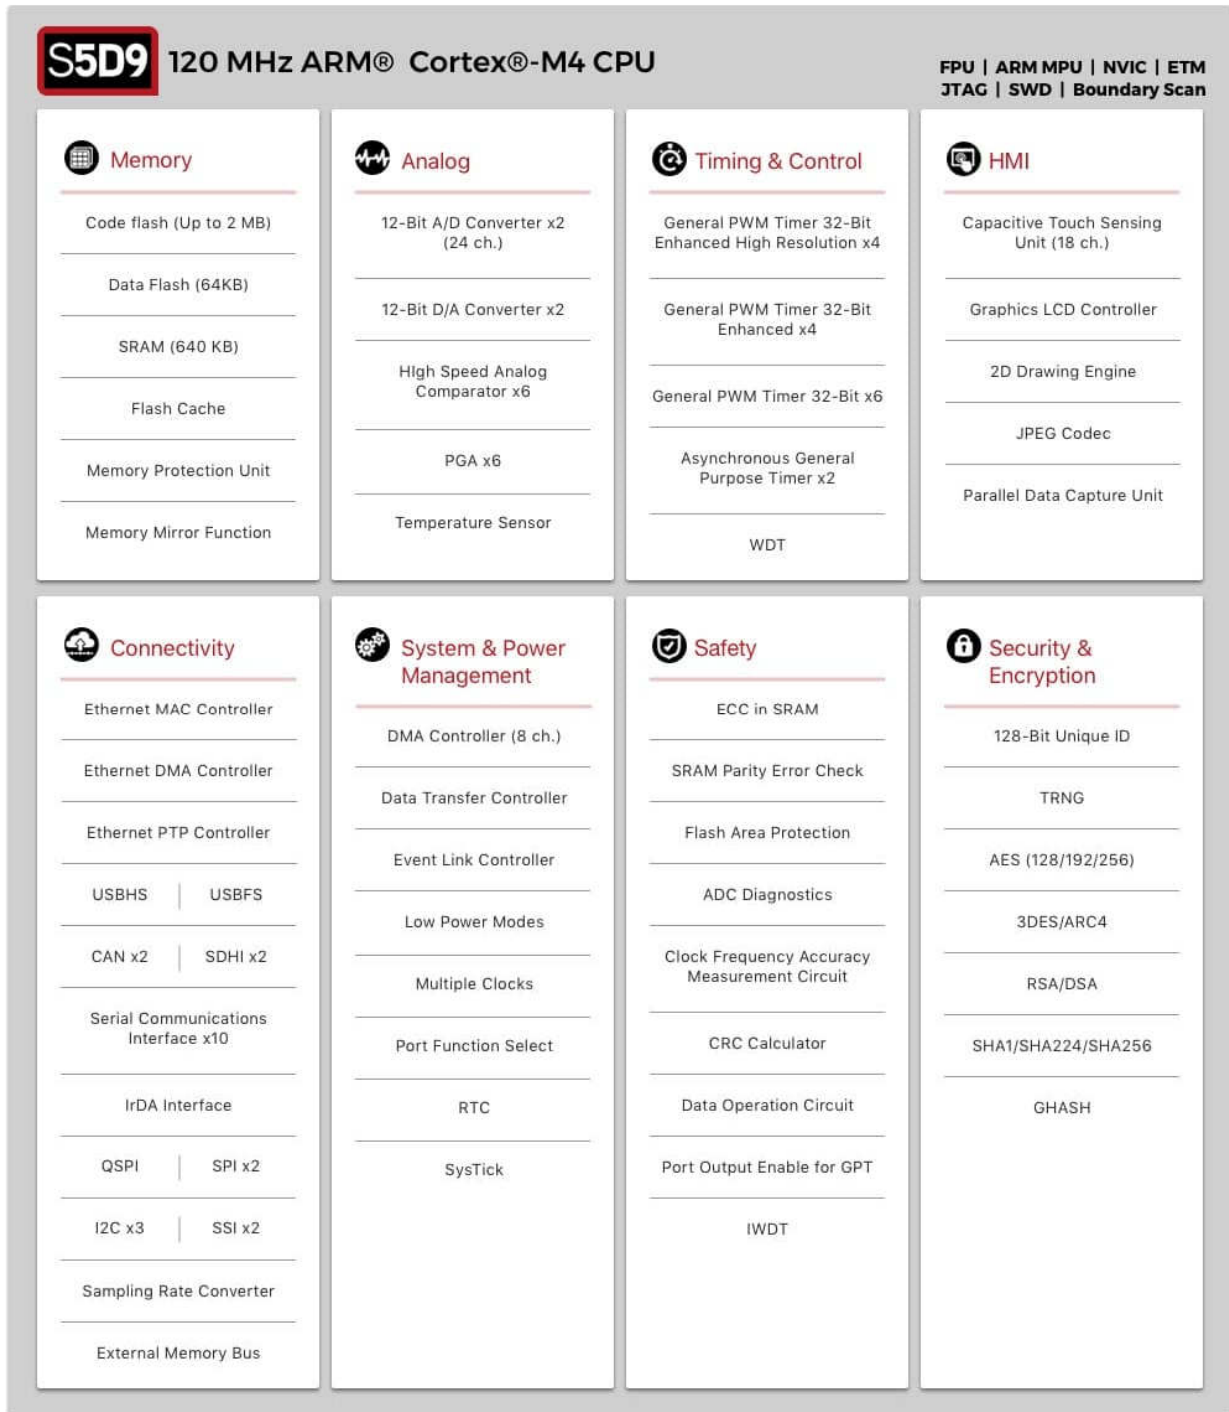 S5D9 120 MHz ARM® Cortex®-M4 CPU
FPU | ARM MPU | NVIC | ETM
JTAG | SWD | Boundary Scan
Memory
Code flash (Up to 2 MB)
Data Flash (64KB)
SRAM (640 KB)
Flash Cache
Memory Protection Unit
Memory Mirror Function
Analog
12-Bit A/D Converter x2
(24 ch.)
12-Bit D/A Converter x2
HIgh Speed Analog
Comparator x6
PGA x6
Temperature Sensor
Timing & Control
General PWM Timer 32-Bit
Enhanced High Resolution x4
General PWM Timer 32-Bit
Enhanced x4
General PWM Timer 32-Bit x6
Asynchronous General
Purpose Timer x2
WDT
HMI
Capacitive Touch Sensing
Unit (18 ch.)
Graphics LCD Controller
2D Drawing Engine
JPEG Codec
Parallel Data Capture Unit
Connectivity
Ethernet MAC Controller
Ethernet DMA Controller
Ethernet PTP Controller
USBHS | USBFS
CAN x2 | SDHI x2
Serial Communications
Interface x10
IrDA Interface
QSPI | SPI x2
I2C x3 | SSI x2
Sampling Rate Converter
External Memory Bus
System & Power
Management
DMA Controller (8 ch.)
Data Transfer Controller
Event Link Controller
Low Power Modes
Multiple Clocks
Port Function Select
RTC
SysTick
Safety
ECC in SRAM
SRAM Parity Error Check
Flash Area Protection
ADC Diagnostics
Clock Frequency Accuracy
Measurement Circuit
CRC Calculator
Data Operation Circuit
Port Output Enable for GPT
IWDT
Security &
Encryption
128-Bit Unique ID
TRNG
AES (128/192/256)
3DES/ARC4
RSA/DSA
SHA1/SHA224/SHA256
GHASH